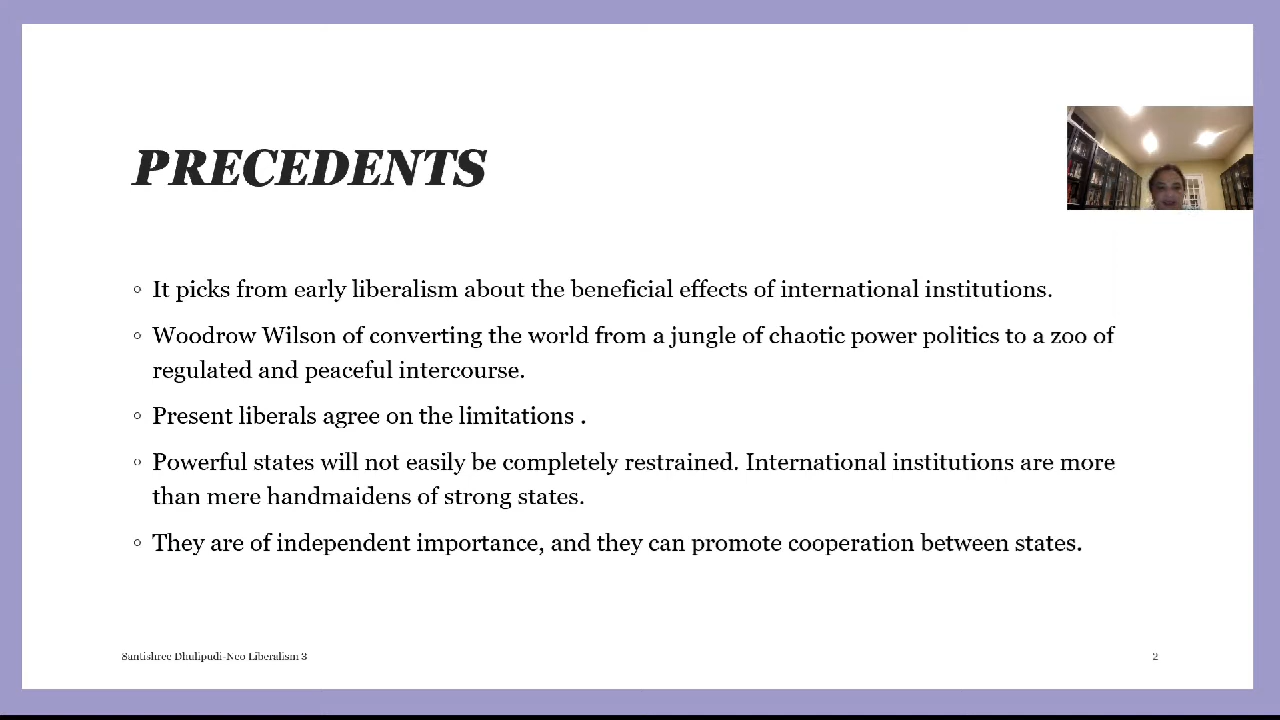 PRECEDENTS
◦ It picks from early liberalism about the beneficial effects of international institutions.
◦ Woodrow Wilson of converting the world from a jungle of chaotic power politics to a zoo of
regulated and peaceful intercourse.
◦ Present liberals agree on the limitations .
◦ Powerful states will not easily be completely restrained. International institutions are more
than mere handmaidens of strong states.
◦ They are of independent importance, and they can promote cooperation between states.
Santishree Dhulipudi-Neo Liberalism 3
2